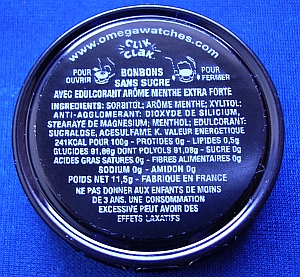 www.omegawatches.com
CLIK CLAK
POUR OUVRIR
POUR FERMER
BONBONS
SANS SUCRE
AVEC EDULCORANT ARÔME MENTHE EXTRA FORTE
INGREDIENTS: SORBITOL; ARÔME MENTHE; XYLITOL;
ANTI-AGGLOMERANT: DIOXYDE DE SILICIUM,
STEARATE DE MAGNESIUM; MENTHOL; EDULCORANT:
SUCRALOSE, ACESULFAME K. VALEUR ENERGETIQUE
241KCAL POUR 100g - PROTIDES 0g - LIPIDES 0,5g
GLUCIDES 91,96g DONT POLYOLS 91,08g - SUCRE 0g
ACIDES GRAS SATURES 0g - FIBRES ALIMENTAIRES 0g
SODIUM 0g - AMIDON 0g
POIDS NET 11,5g - FABRIQUE EN FRANCE
NE PAS DONNER AUX ENFANTS DE MOINS
DE 3 ANS. UNE CONSOMMATION
EXCESSIVE PEUT AVOIR DES
EFFETS LAXATIFS